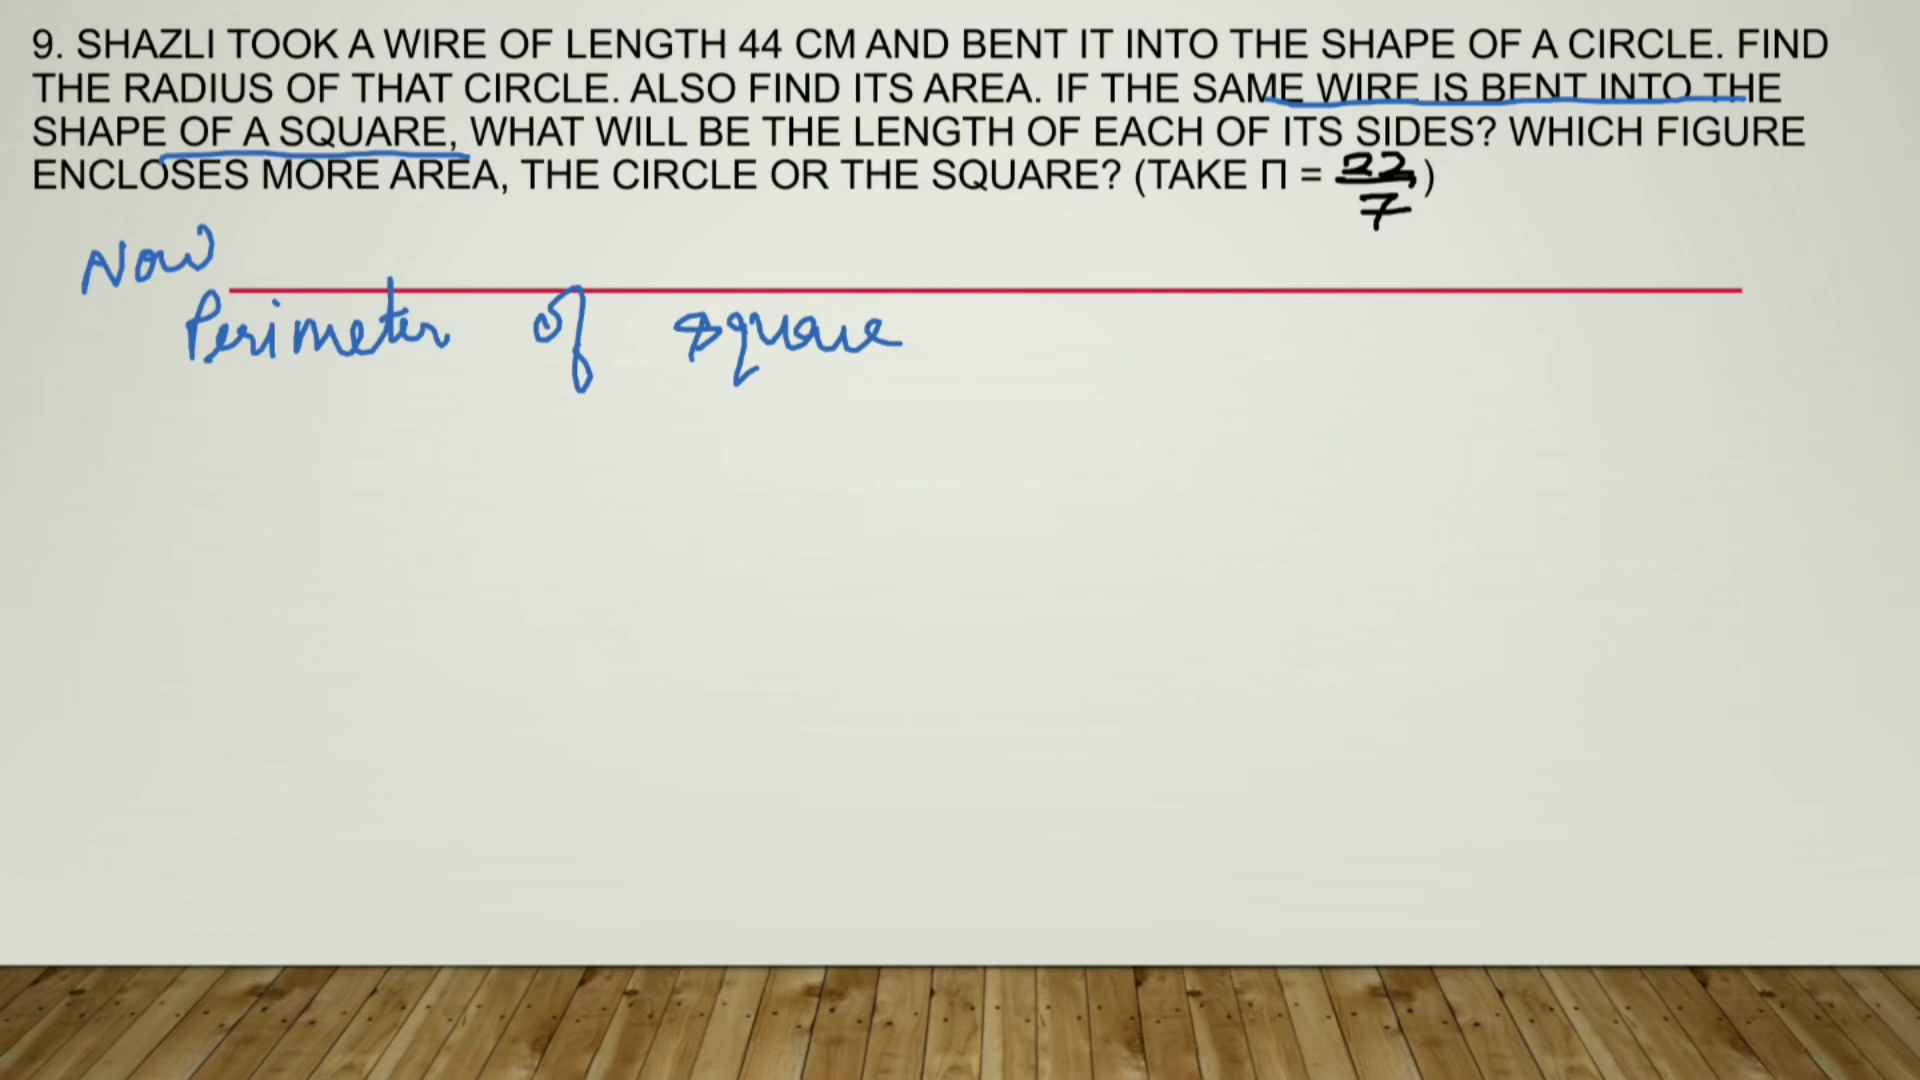 9. SHAZLI TOOK A WIRE OF LENGTH 44 CM AND BENT IT INTO THE SHAPE OF A CIRCLE. FIND
THE RADIUS OF THAT CIRCLE. ALSO FIND ITS AREA. IF THE SAME WIRE IS BENT INTO THE
SHAPE OF A SQUARE, WHAT WILL BE THE LENGTH OF EACH OF ITS SIDES? WHICH FIGURE
ENCLOSES MORE AREA, THE CIRCLE OR THE SQUARE? (TAKE Π = 22/7)
Now
Perimeter of square